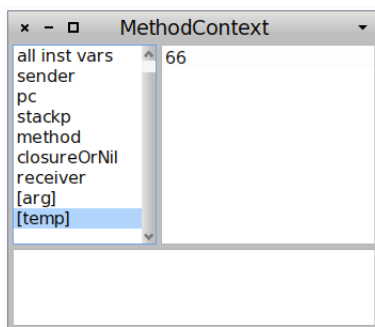 MethodContext
all inst vars
sender
pc
stackp
method
closureOrNil
receiver
[arg]
[temp]
66